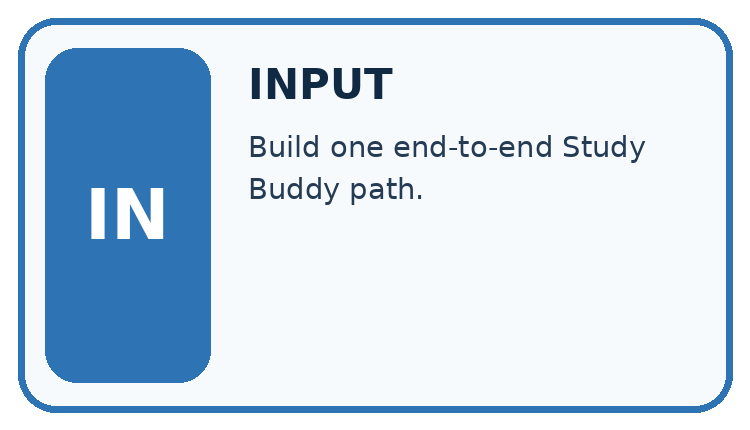 IN
INPUT
Build one end-to-end Study
Buddy path.